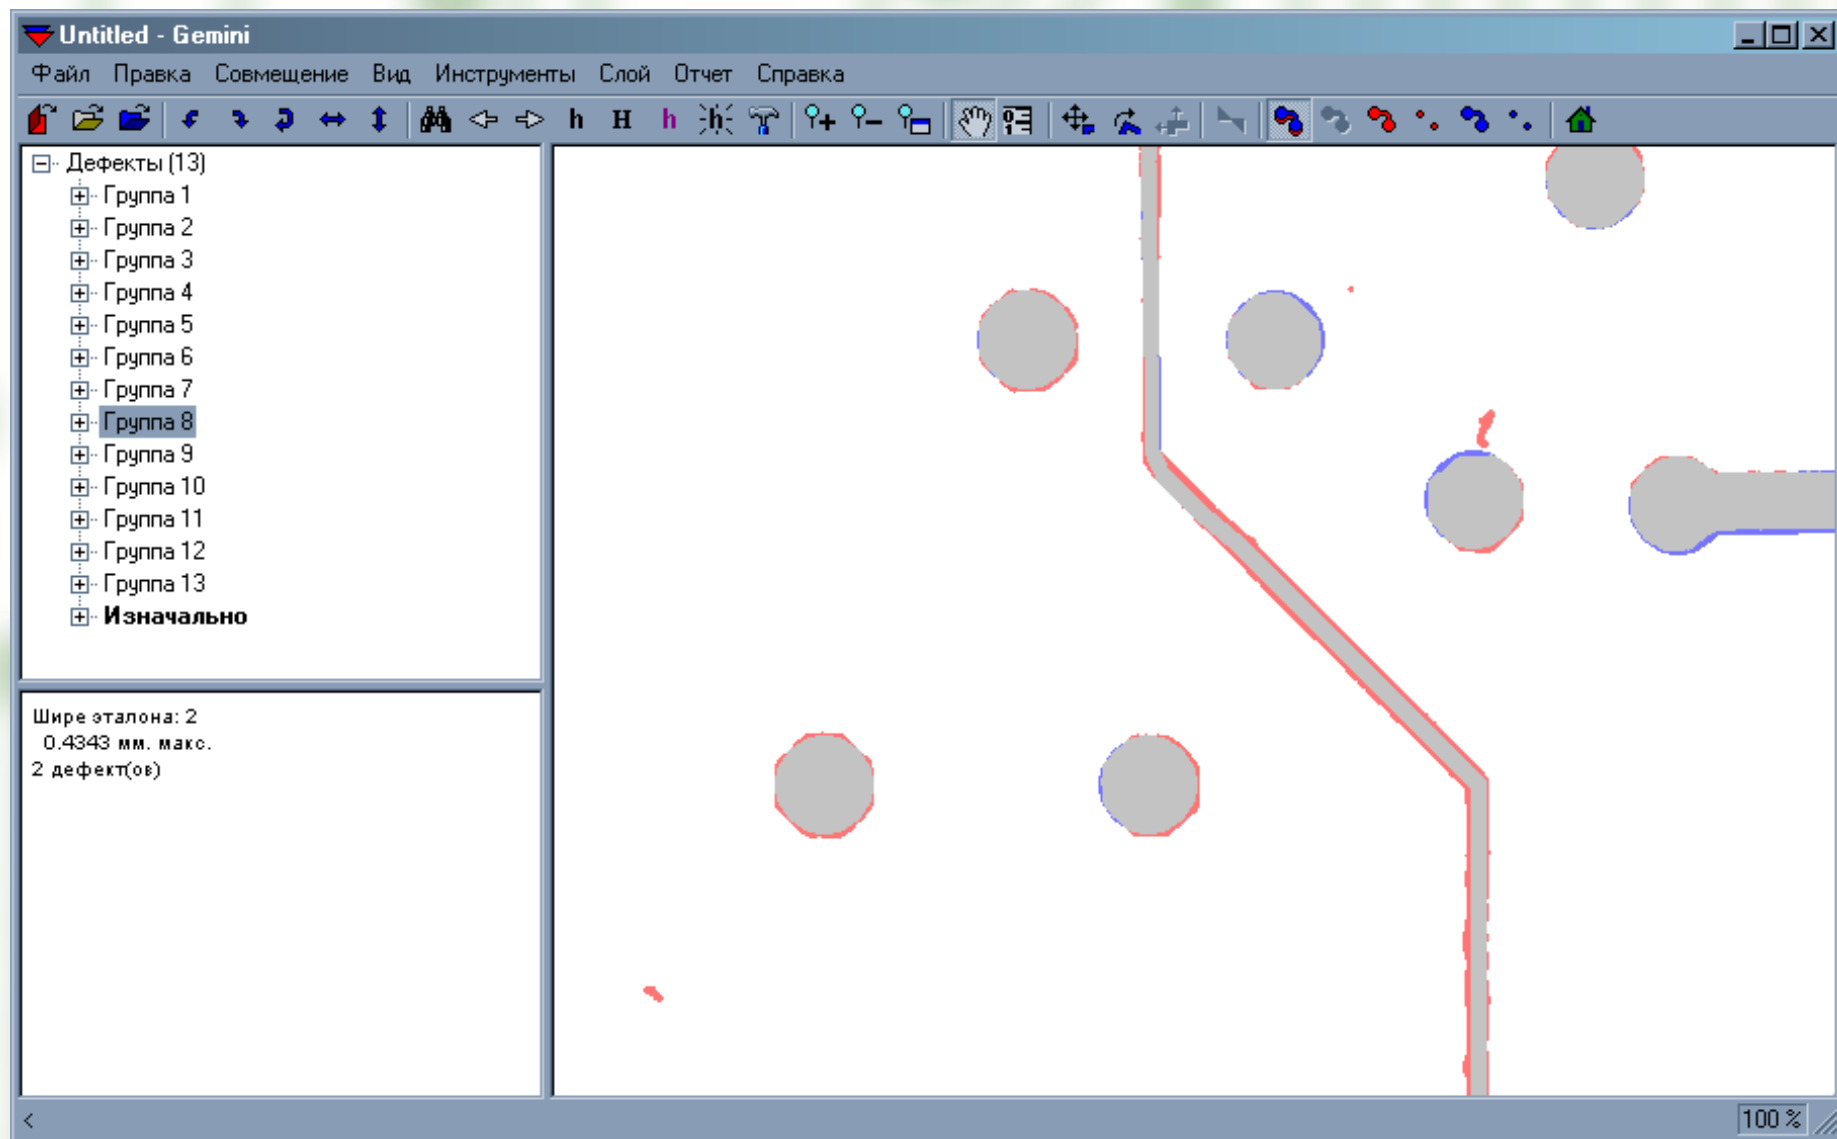 Untitled - Gemini
Файл Правка Совмещение Вид Инструменты Слой Отчет Справка
h H h h
Дефекты (13)
Группа 1
Группа 2
Группа 3
Группа 4
Группа 5
Группа 6
Группа 7
Группа 8
Группа 9
Группа 10
Группа 11
Группа 12
Группа 13
Изначально
Шире эталона: 2
0.4343 мм. макс.
2 дефект(ов)
<
100 %